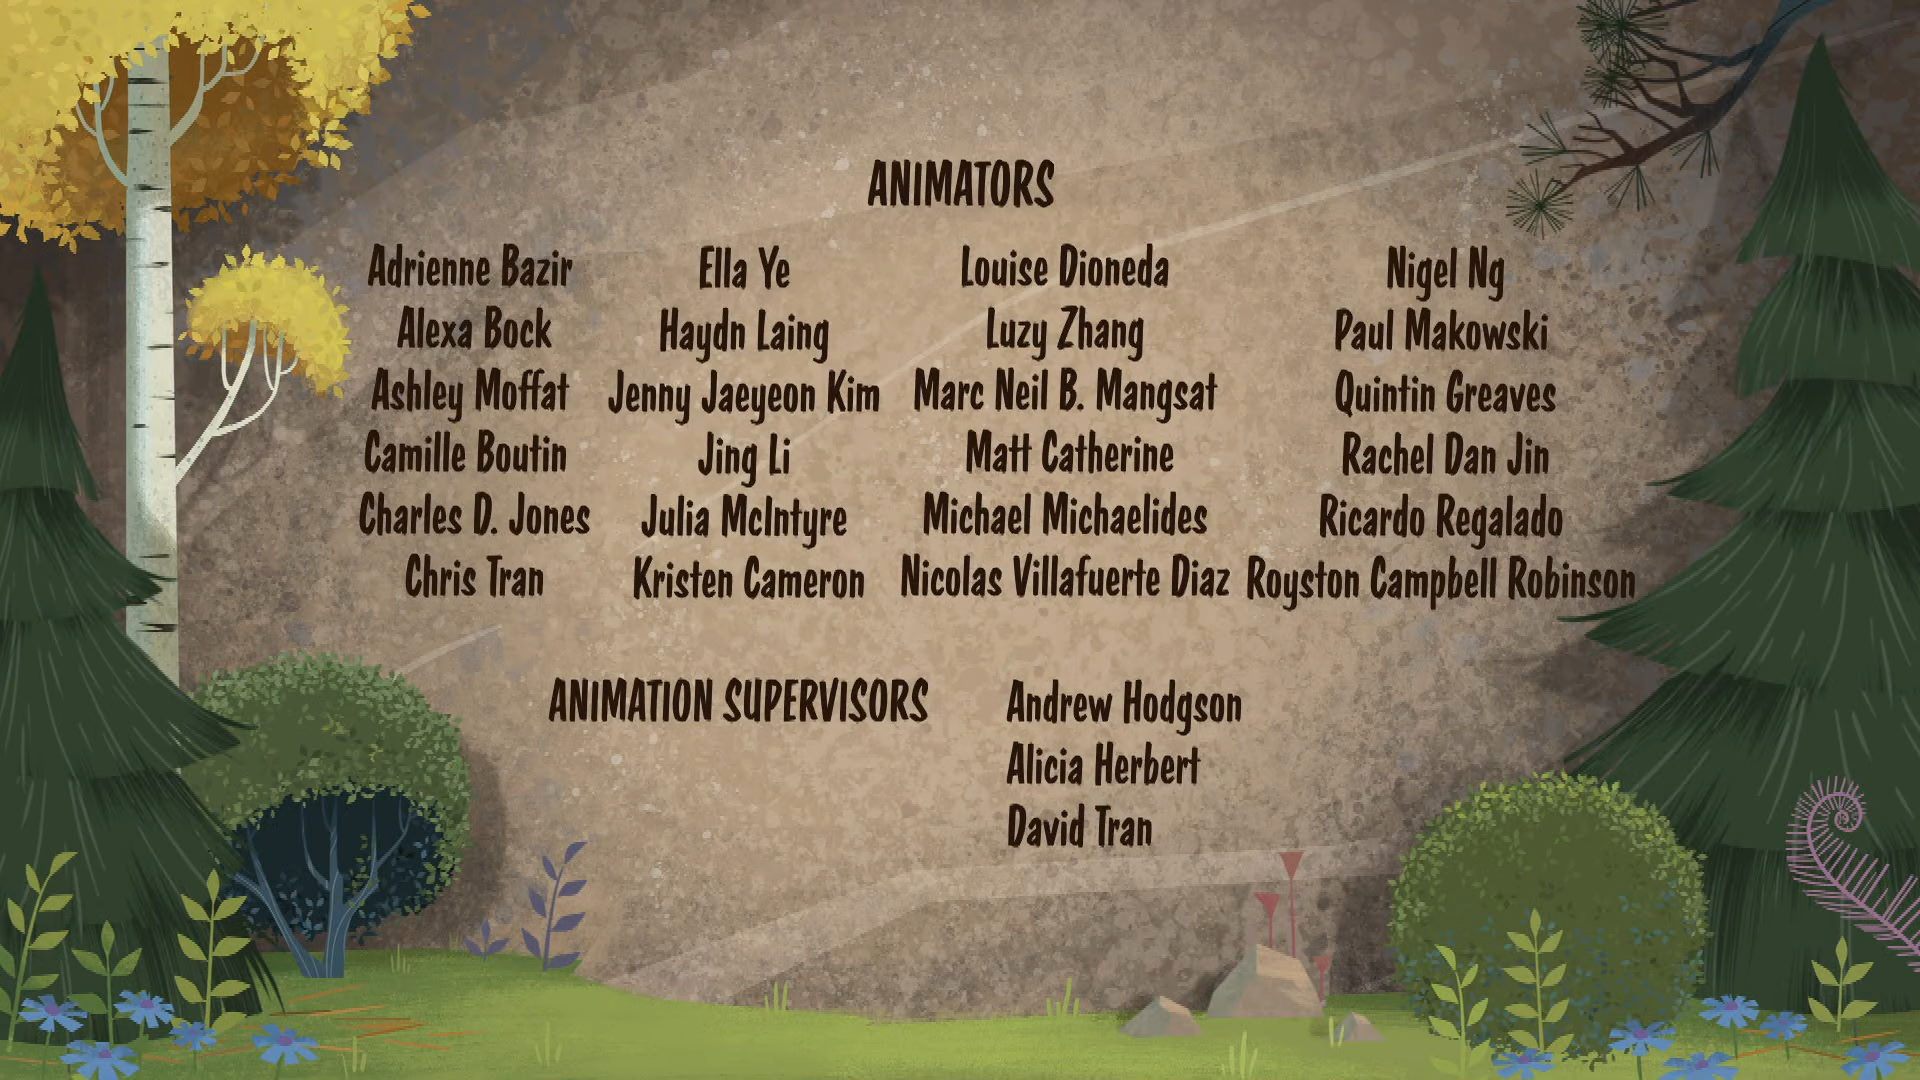 ANIMATORS
Adrienne Bazir
Alexa Bock
Ashley Moffat
Camille Boutin
Charles D. Jones
Chris Tran
Ella Ye
Haydn Laing
Jenny Jaeyeon Kim
Jing Li
Julia McIntyre
Kristen Cameron
Louise Dioneda
Luzy Zhang
Marc Neil B. Mangsat
Matt Catherine
Michael Michaelides
Nicolas Villafuerte Diaz
Nigel Ng
Paul Makowski
Quintin Greaves
Rachel Dan Jin
Ricardo Regalado
Royston Campbell Robinson
ANIMATION SUPERVISORS
Andrew Hodgson
Alicia Herbert
David Tran